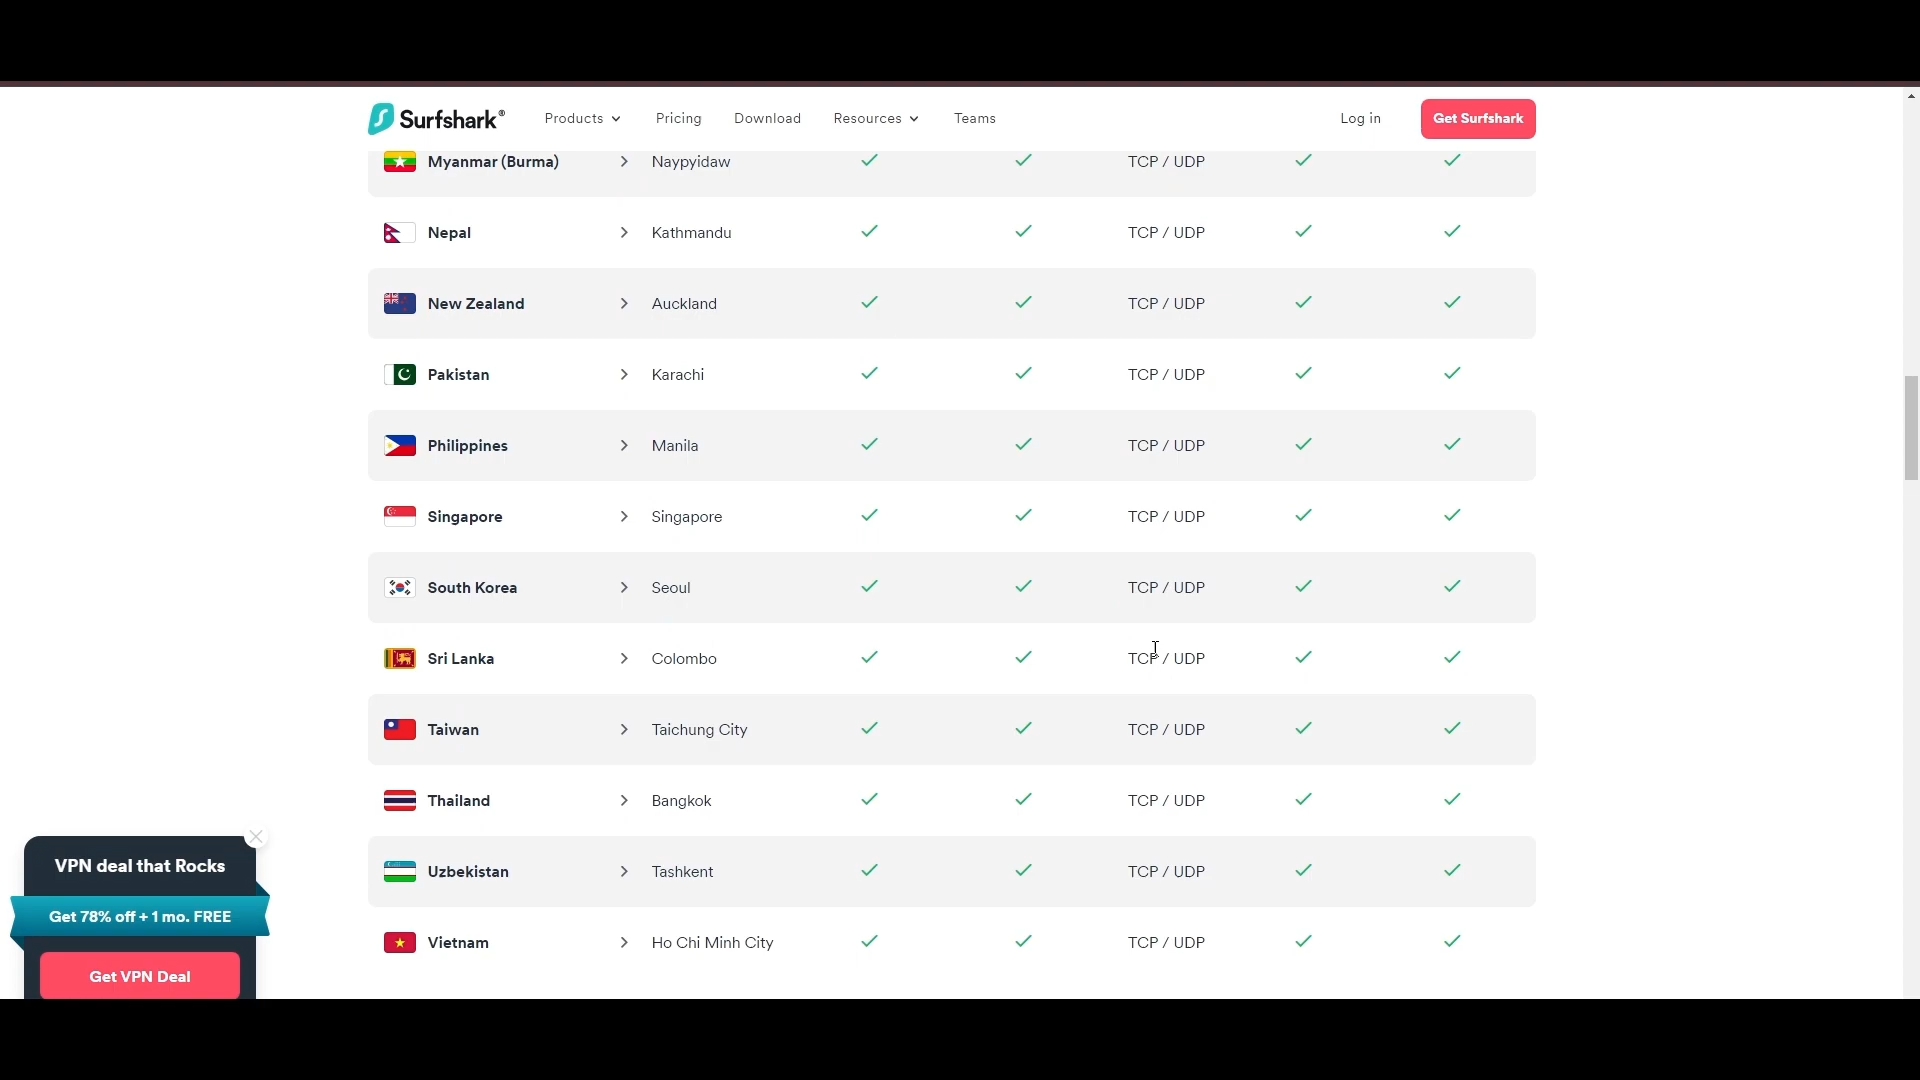 Surfshark®
Products
Pricing
Download
Resources
Teams
Log in
Get Surfshark
Myanmar (Burma) Naypyidaw TCP / UDP
Nepal Kathmandu TCP / UDP
New Zealand Auckland TCP / UDP
Pakistan Karachi TCP / UDP
Philippines Manila TCP / UDP
Singapore Singapore TCP / UDP
South Korea Seoul TCP / UDP
Sri Lanka Colombo TCP / UDP
Taiwan Taichung City TCP / UDP
Thailand Bangkok TCP / UDP
Uzbekistan Tashkent TCP / UDP
Vietnam Ho Chi Minh City TCP / UDP
VPN deal that Rocks
Get 78% off + 1 mo. FREE
Get VPN Deal